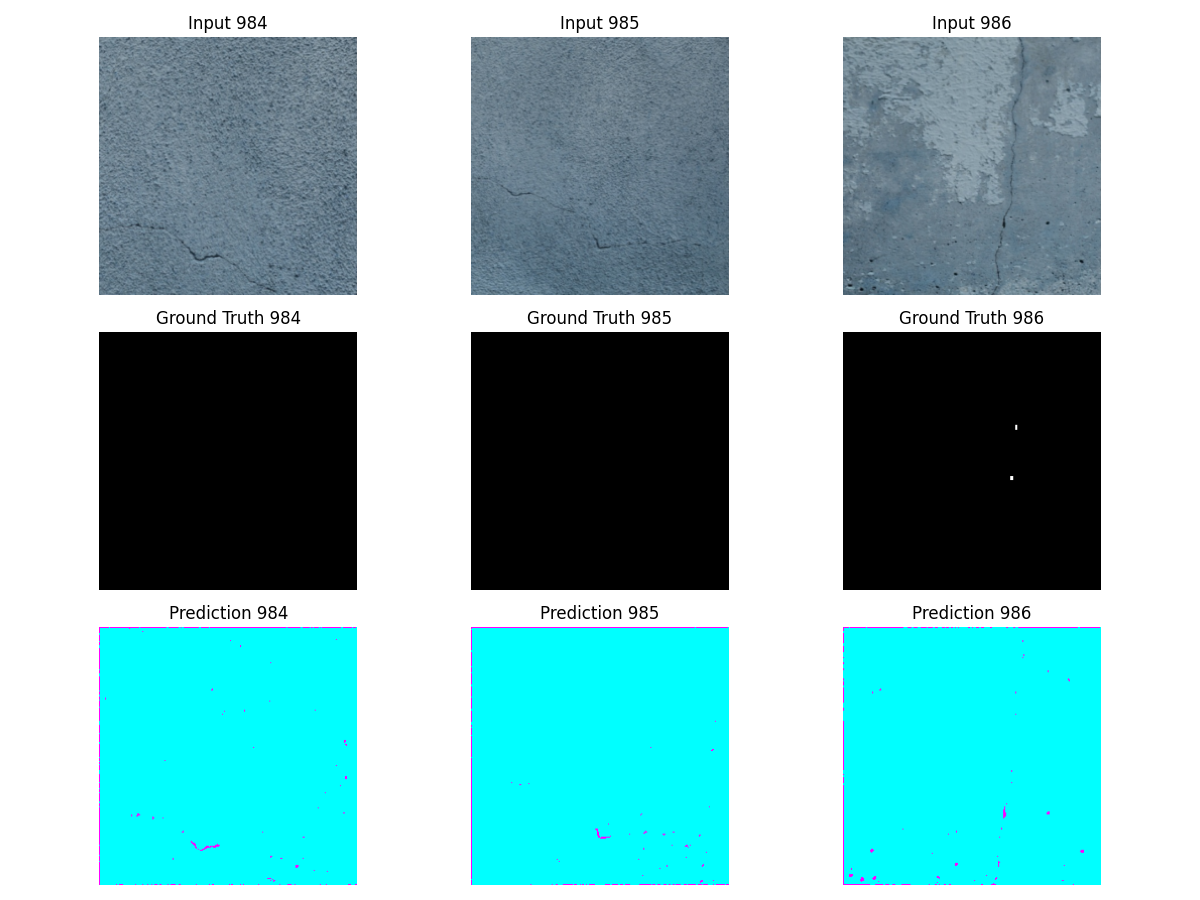 Input 984
Input 985
Input 986
Ground Truth 984
Ground Truth 985
Ground Truth 986
Prediction 984
Prediction 985
Prediction 986